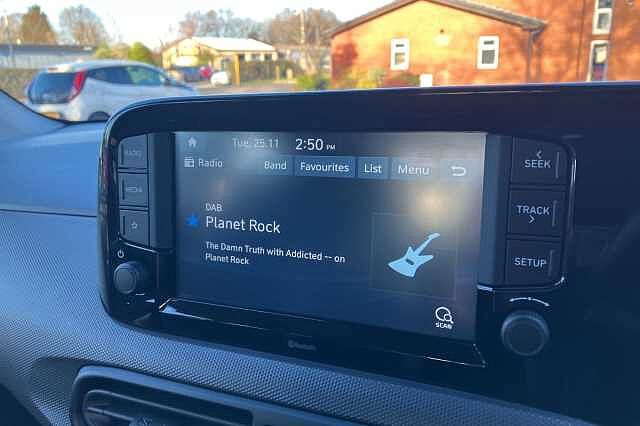 Tue, 25.11 2:50 PM
Radio Band Favourites List Menu
DAB
Planet Rock
The Damn Truth with Addicted -- on
Planet Rock
SCAN
RADIO
MEDIA
SEEK
TRACK
SETUP
Bluetooth